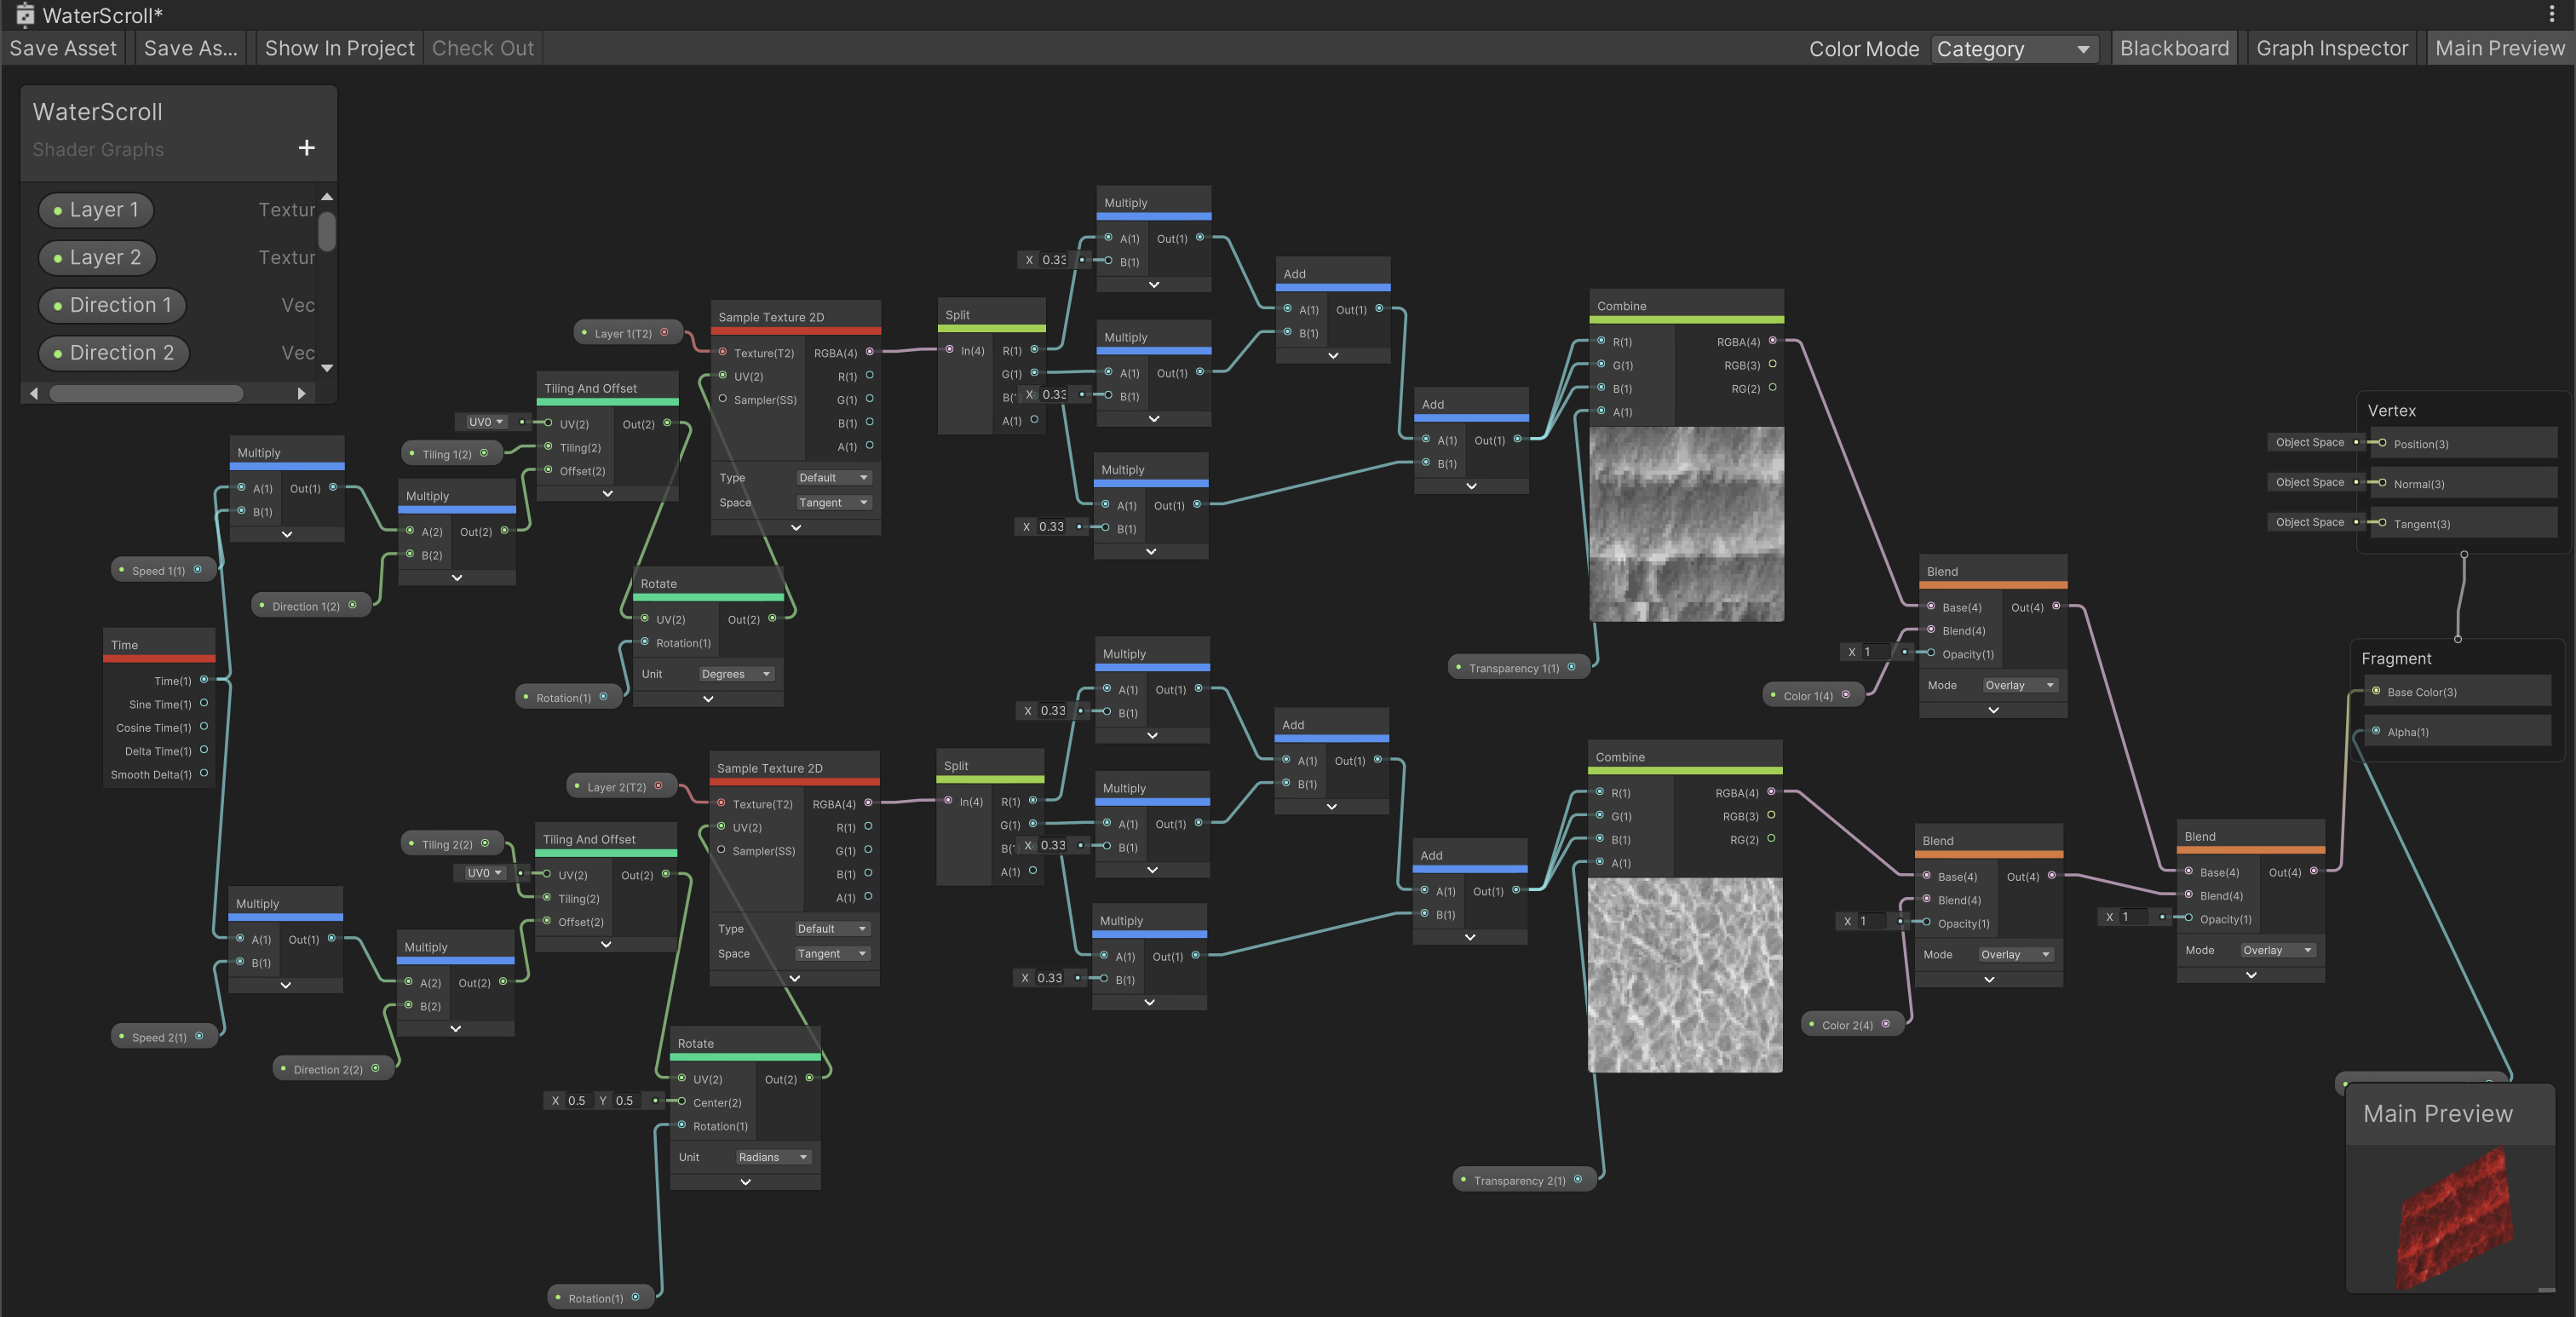 WaterScroll*
Save Asset
Save As...
Show In Project
Check Out
Color Mode
Category
Blackboard
Graph Inspector
Main Preview
WaterScroll
Shader Graphs
+
Layer 1
Textur
Layer 2
Textur
Direction 1
Vec
Direction 2
Vec
Multiply
A(1) Out(1)
B(1)
Speed 1(1)
Direction 1(2)
Multiply
A(2) Out(2)
B(2)
Time
Time(1)
Sine Time(1)
Cosine Time(1)
Delta Time(1)
Smooth Delta(1)
UV0
Tiling 1(2)
Tiling And Offset
UV(2) Out(2)
Tiling(2)
Offset(2)
Layer 1(T2)
Sample Texture 2D
Texture(T2) RGBA(4)
UV(2) R(1)
Sampler(SS) G(1)
B(1)
A(1)
Type Default
Space Tangent
Rotate
UV(2) Out(2)
Rotation(1)
Unit Degrees
Rotation(1)
Split
In(4) R(1)
G(1)
A(1)
Multiply
A(1) Out(1)
B(1)
X 0.33
Multiply
A(1) Out(1)
B(1)
X 0.33
Multiply
A(1) Out(1)
B(1)
X 0.33
Add
A(1) Out(1)
B(1)
Add
A(1) Out(1)
B(1)
Combine
R(1) RGBA(4)
G(1) RGB(3)
B(1) RG(2)
A(1)
Transparency 1(1)
Color 1(4)
X 1
Blend
Base(4) Out(4)
Blend(4)
Opacity(1)
Mode Overlay
Multiply
A(1) Out(1)
B(1)
Speed 2(1)
Direction 2(2)
Multiply
A(2) Out(2)
B(2)
Tiling 2(2)
UV0
Tiling And Offset
UV(2) Out(2)
Tiling(2)
Offset(2)
Layer 2(T2)
Sample Texture 2D
Texture(T2) RGBA(4)
UV(2) R(1)
Sampler(SS) G(1)
B(1)
A(1)
Type Default
Space Tangent
Rotate
UV(2) Out(2)
X 0.5 Y 0.5
Center(2)
Rotation(1)
Unit Radians
Rotation(1)
Split
In(4) R(1)
G(1)
A(1)
Multiply
A(1) Out(1)
B(1)
X 0.33
Multiply
A(1) Out(1)
B(1)
X 0.33
Multiply
A(1) Out(1)
B(1)
X 0.33
Add
A(1) Out(1)
B(1)
Add
A(1) Out(1)
B(1)
Combine
R(1) RGBA(4)
G(1) RGB(3)
B(1) RG(2)
A(1)
Transparency 2(1)
Color 2(4)
X 1
Blend
Base(4) Out(4)
Blend(4)
Opacity(1)
Mode Overlay
X 1
Blend
Base(4) Out(4)
Blend(4)
Opacity(1)
Mode Overlay
Vertex
Object Space Position(3)
Object Space Normal(3)
Object Space Tangent(3)
Fragment
Base Color(3)
Alpha(1)
Main Preview